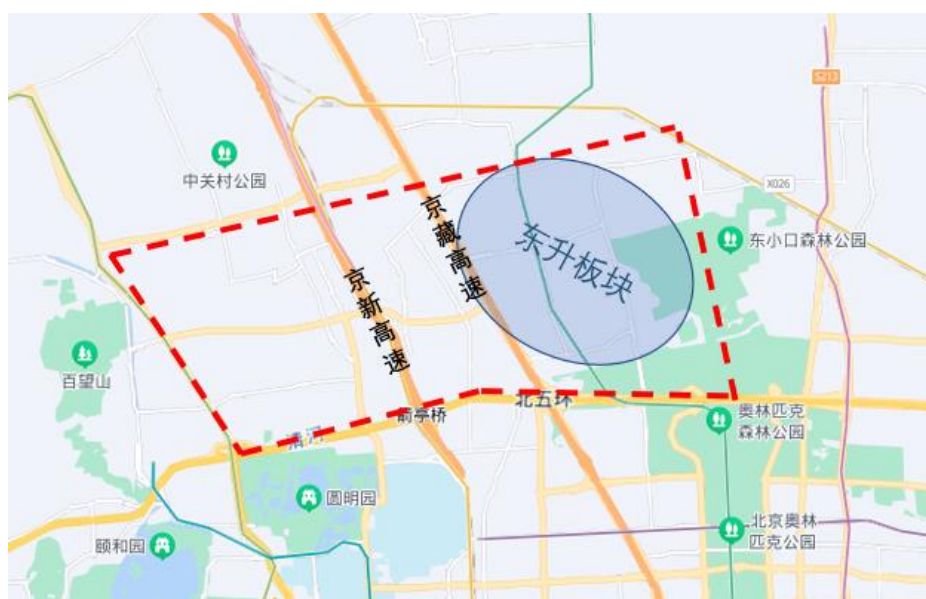 S213
中关村公园
X026
京藏高速
东升板块
东小口森林公园
京新高速
百望山
北五环
箭亭桥
清河
奥林匹克
森林公园
圆明园
颐和园
北京奥林
匹克公园